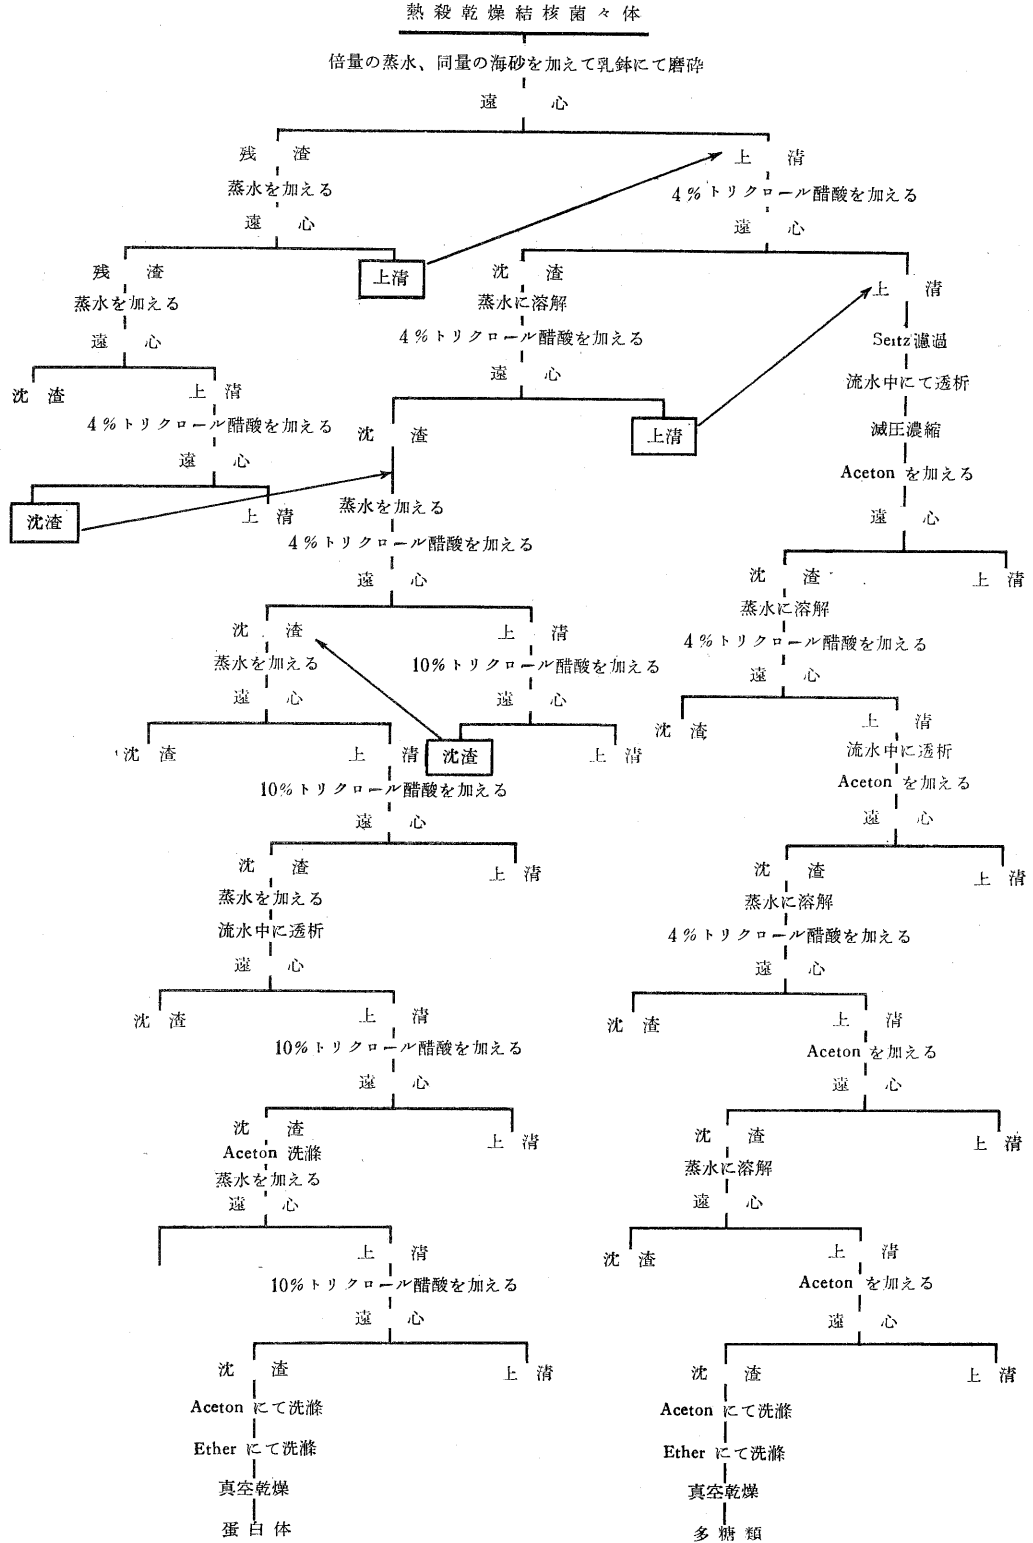 熱殺乾燥結核菌々体
倍量の蒸水、同量の海砂を加えて乳鉢にて磨砕
遠心
残渣
蒸水を加える
遠心
残渣
蒸水を加える
遠心
沈渣
上清
4%トリクロール醋酸を加える
遠心
沈渣
上清
上清
上清
4%トリクロール醋酸を加える
遠心
沈渣
蒸水に溶解
4%トリクロール醋酸を加える
遠心
沈渣
上清
蒸水を加える
4%トリクロール醋酸を加える
遠心
沈渣
蒸水を加える
遠心
沈渣
上清
上清
10%トリクロール醋酸を加える
遠心
沈渣
上清
10%トリクロール醋酸を加える
遠心
沈渣
上清
蒸水を加える
流水中に透析
遠心
沈渣
上清
10%トリクロール醋酸を加える
遠心
沈渣
上清
Aceton 洗滌
蒸水を加える
遠心
上清
10%トリクロール醋酸を加える
遠心
沈渣
上清
Aceton にて洗滌
Ether にて洗滌
真空乾燥
蛋白体
上清
Seitz濾過
流水中にて透析
減圧濃縮
Aceton を加える
遠心
沈渣
上清
蒸水に溶解
4%トリクロール醋酸を加える
遠心
沈渣
上清
流水中に透析
Aceton を加える
遠心
沈渣
上清
蒸水に溶解
4%トリクロール醋酸を加える
遠心
沈渣
上清
Aceton を加える
遠心
沈渣
上清
蒸水に溶解
遠心
沈渣
上清
Aceton を加える
遠心
沈渣
上清
Aceton にて洗滌
Ether にて洗滌
真空乾燥
多糖類